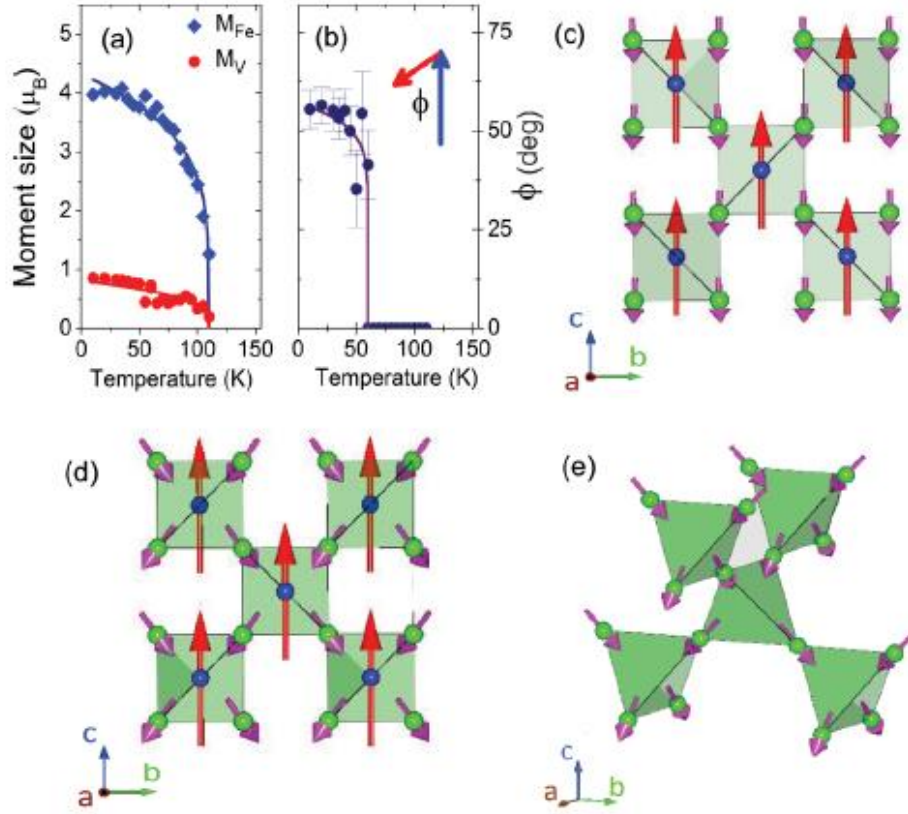 (a)
M_Fe
M_V
Moment size (μ_B)
5
4
3
2
1
0
0 50 100 150
Temperature (K)
(b)
ϕ
ϕ (deg)
75
50
25
0
0 50 100 150
Temperature (K)
(c)
c
b
a
(d)
c
b
a
(e)
c
b
a